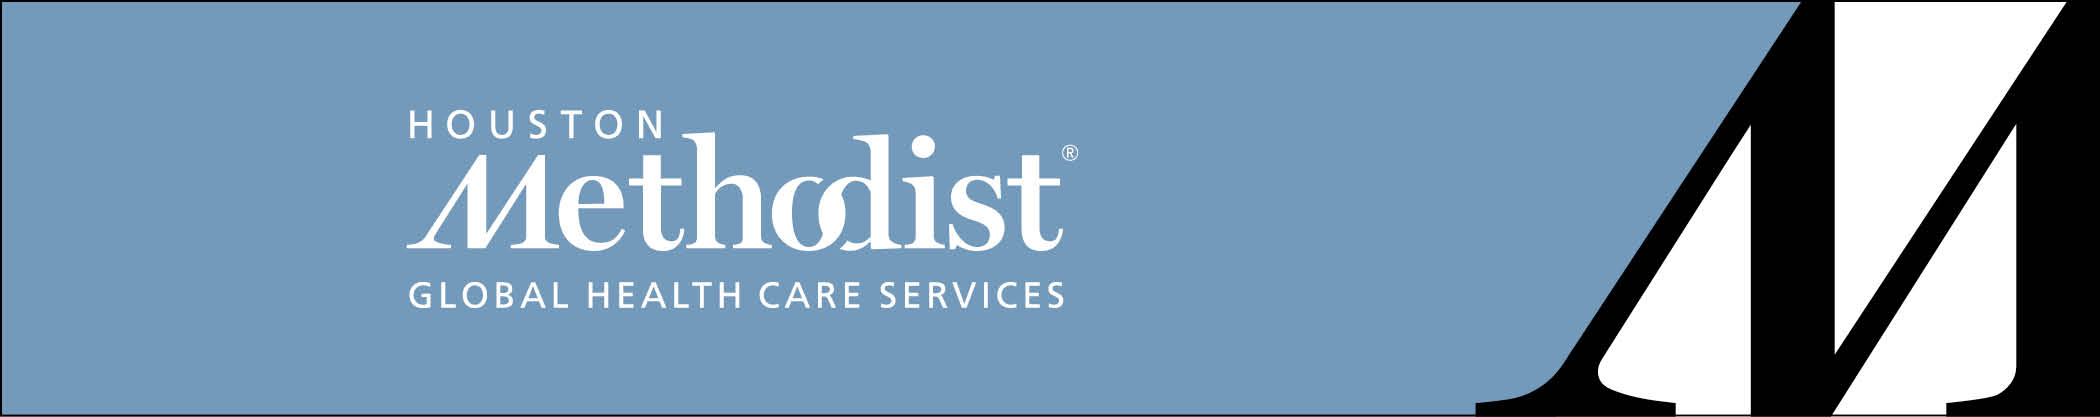 HOUSTON
Methodist®
GLOBAL HEALTH CARE SERVICES
M